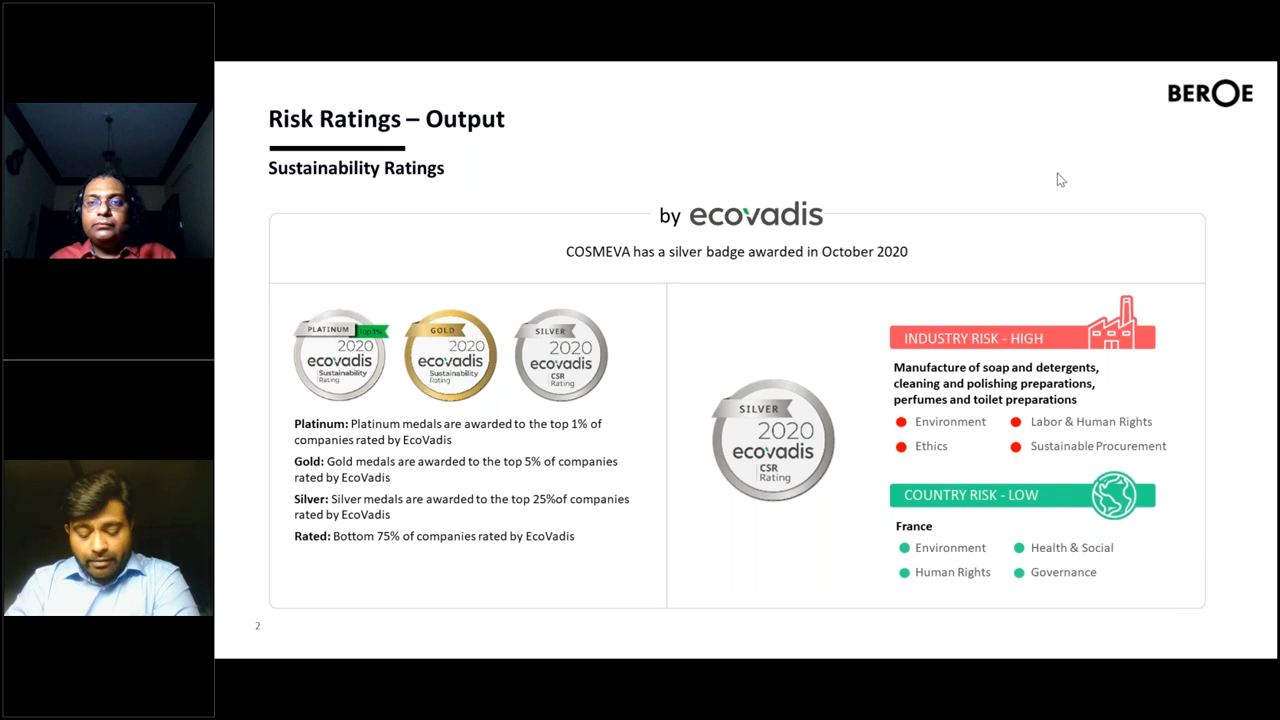 BEROE
Risk Ratings – Output
Sustainability Ratings
by ecovadis
COSMEVA has a silver badge awarded in October 2020
PLATINUM Top 1%
2020
ecovadis
Sustainability
Rating
GOLD
2020
ecovadis
Sustainability
Rating
SILVER
2020
ecovadis
CSR
Rating
Platinum: Platinum medals are awarded to the top 1% of
companies rated by EcoVadis
Gold: Gold medals are awarded to the top 5% of companies
rated by EcoVadis
Silver: Silver medals are awarded to the top 25%of companies
rated by EcoVadis
Rated: Bottom 75% of companies rated by EcoVadis
SILVER
2020
ecovadis
CSR
Rating
INDUSTRY RISK - HIGH
Manufacture of soap and detergents,
cleaning and polishing preparations,
perfumes and toilet preparations
Environment Labor & Human Rights
Ethics Sustainable Procurement
COUNTRY RISK - LOW
France
Environment Health & Social
Human Rights Governance
2